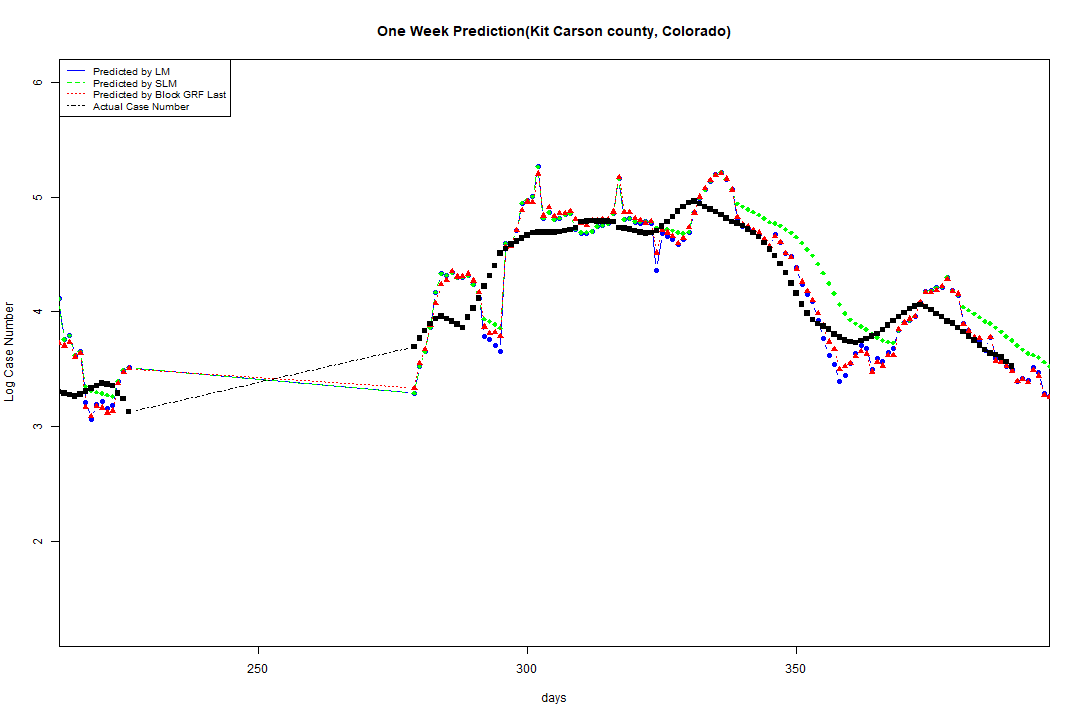 One Week Prediction(Kit Carson county, Colorado)
Predicted by LM
Predicted by SLM
Predicted by Block GRF Last
Actual Case Number
6
5
4
3
2
Log Case Number
250
300
350
days